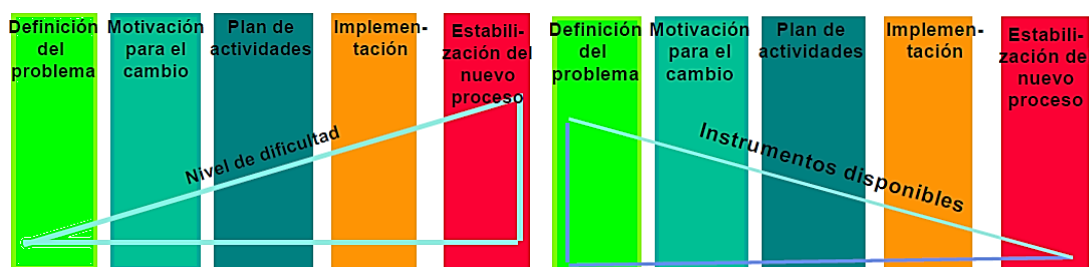 Definición
del
problema
Motivación
para el
cambio
Plan de
actividades
Implemen-
tación
Estabili-
zación del
nuevo
proceso
Nivel de dificultad
Definición
del
problema
Motivación
para el
cambio
Plan de
actividades
Implemen-
tación
Estabili-
zación de
nuevo
proceso
Instrumentos disponibles